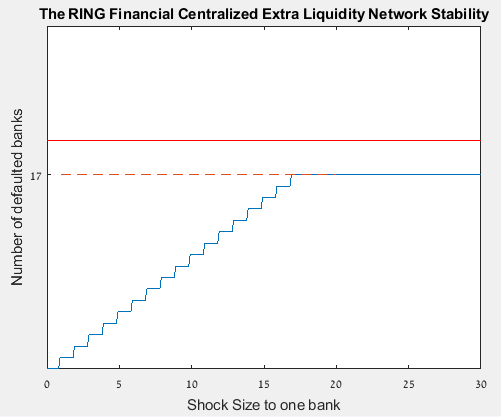 The RING Financial Centralized Extra Liquidity Network Stability
Number of defaulted banks
17
0 5 10 15 20 25 30
Shock Size to one bank